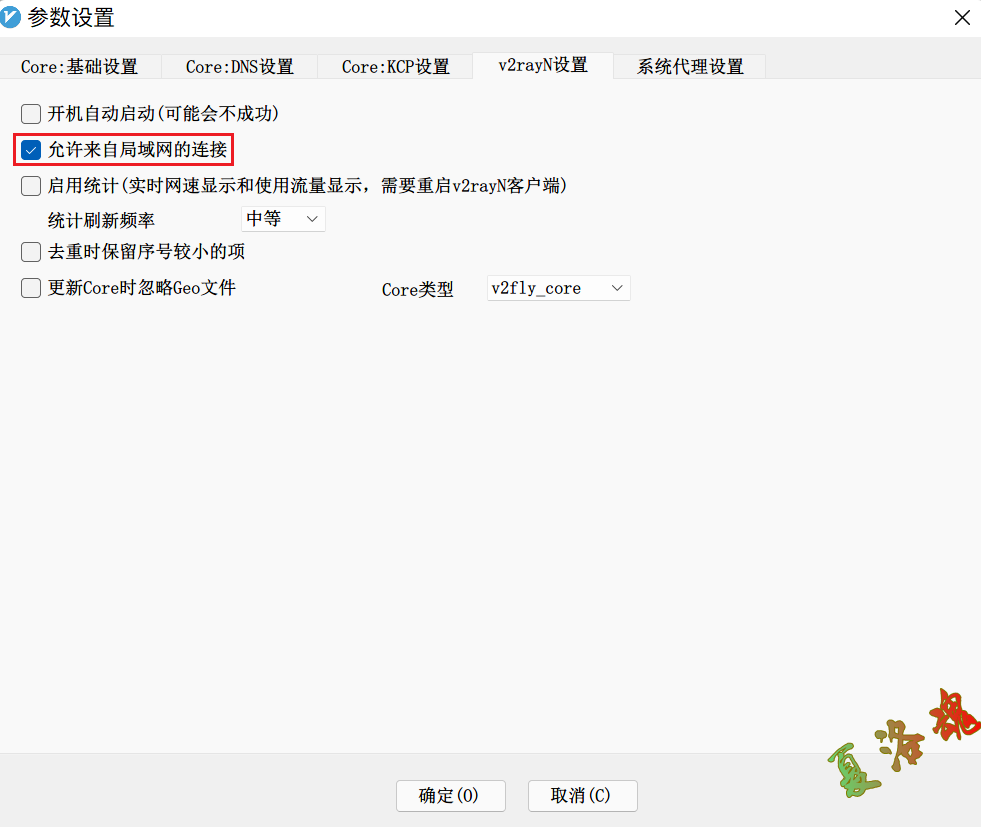 参数设置
Core:基础设置 Core:DNS设置 Core:KCP设置 v2rayN设置 系统代理设置
开机自动启动(可能会不成功)
允许来自局域网的连接
启用统计(实时网速显示和使用流量显示，需要重启v2rayN客户端)
统计刷新频率 中等
去重时保留序号较小的项
更新Core时忽略Geo文件 Core类型 v2fly_core
夏洛魂
确定(O) 取消(C)